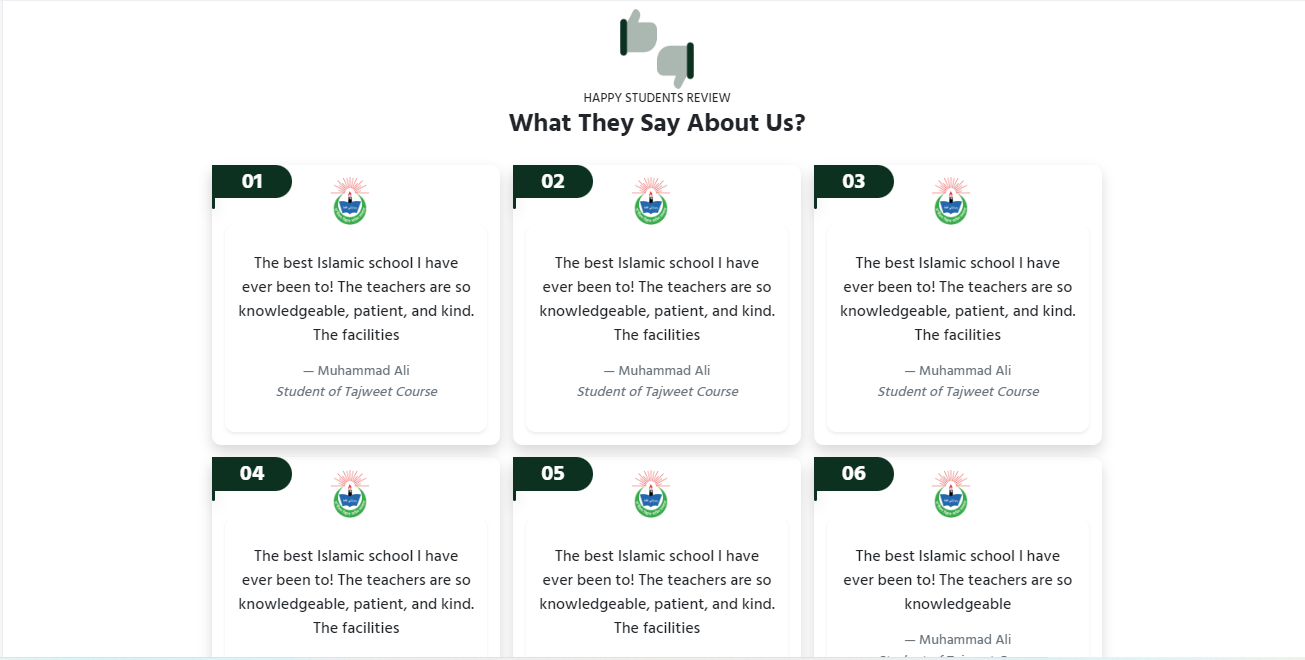 HAPPY STUDENTS REVIEW
What They Say About Us?
01
The best Islamic school I have
ever been to! The teachers are so
knowledgeable, patient, and kind.
The facilities
— Muhammad Ali
Student of Tajweet Course
02
The best Islamic school I have
ever been to! The teachers are so
knowledgeable, patient, and kind.
The facilities
— Muhammad Ali
Student of Tajweet Course
03
The best Islamic school I have
ever been to! The teachers are so
knowledgeable, patient, and kind.
The facilities
— Muhammad Ali
Student of Tajweet Course
04
The best Islamic school I have
ever been to! The teachers are so
knowledgeable, patient, and kind.
The facilities
05
The best Islamic school I have
ever been to! The teachers are so
knowledgeable, patient, and kind.
The facilities
06
The best Islamic school I have
ever been to! The teachers are so
knowledgeable
— Muhammad Ali